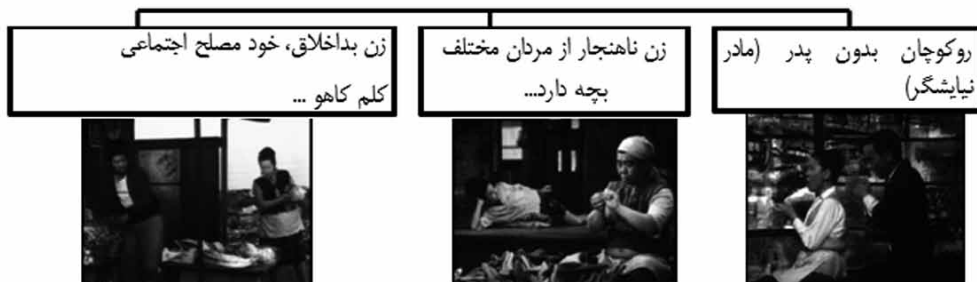 روکوچان بدون پدر (مادر
نیایشگر)
زن ناهنجار از مردان مختلف
بچه دارد...
زن بداخلاق، خود مصلح اجتماعی
کلم کاهو ...